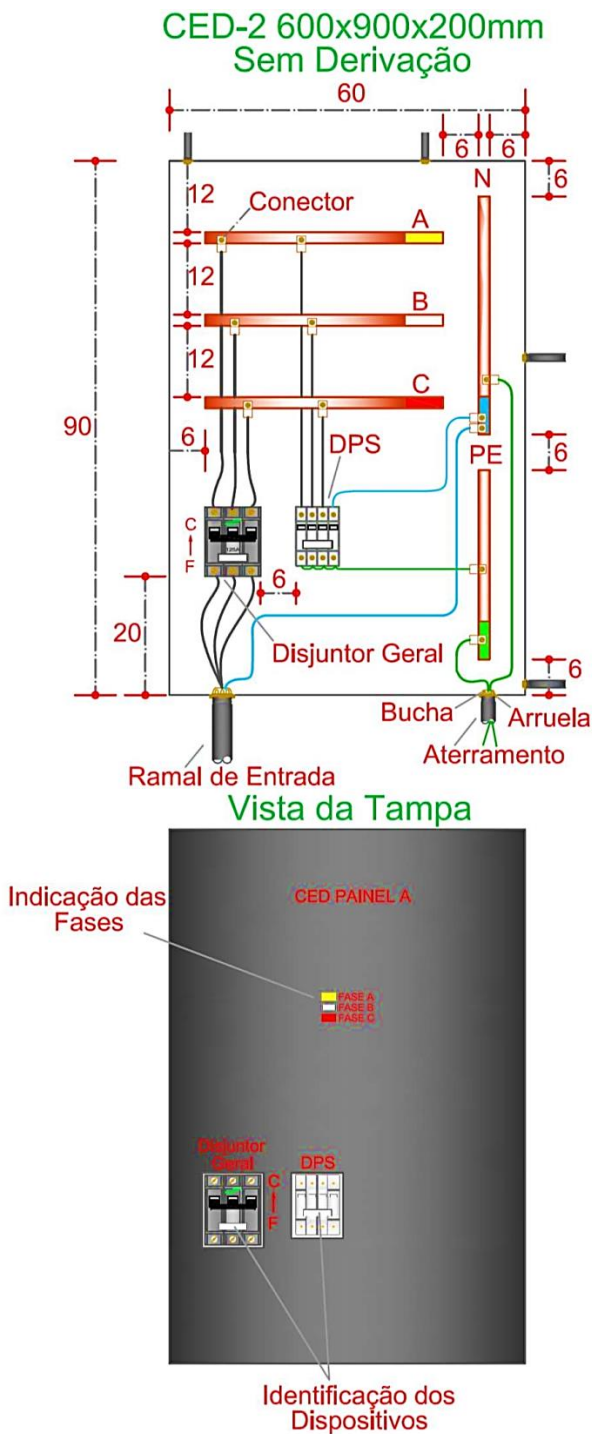 CED-2 600x900x200mm
Sem Derivação
60
6
6
6
N
12
Conector
A
12
B
12
C
90
6
DPS
PE
6
C
F
125A
6
20
Disjuntor Geral
6
Bucha
Arruela
Aterramento
Ramal de Entrada
Vista da Tampa
Indicação das
Fases
CED PAINEL A
FASE A
FASE B
FASE C
Disjuntor
Geral
DPS
C
F
Identificação dos
Dispositivos